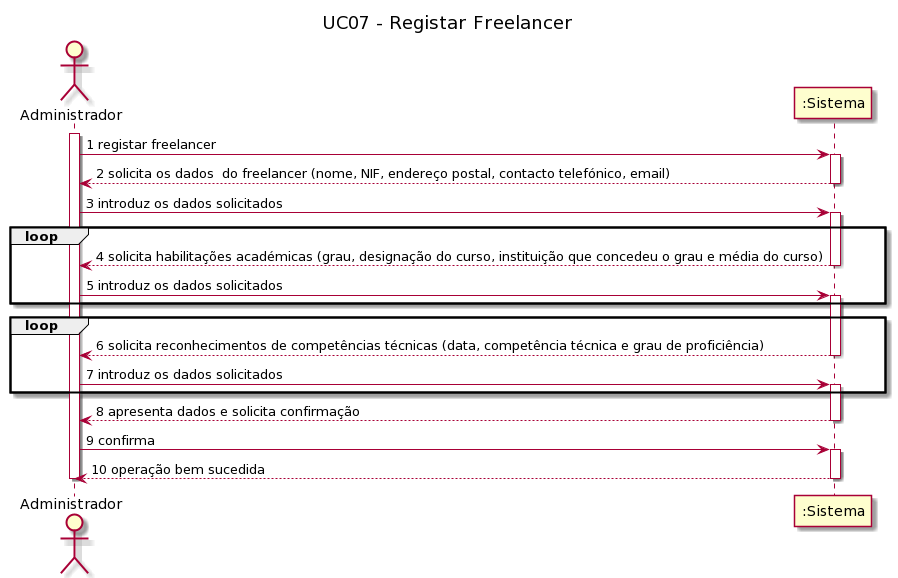 UC07 - Registar Freelancer
Administrador
:Sistema
1 registar freelancer
2 solicita os dados  do freelancer (nome, NIF, endereço postal, contacto telefónico, email)
3 introduz os dados solicitados
loop
4 solicita habilitações académicas (grau, designação do curso, instituição que concedeu o grau e média do curso)
5 introduz os dados solicitados
loop
6 solicita reconhecimentos de competências técnicas (data, competência técnica e grau de proficiência)
7 introduz os dados solicitados
8 apresenta dados e solicita confirmação
9 confirma
10 operação bem sucedida
Administrador
:Sistema